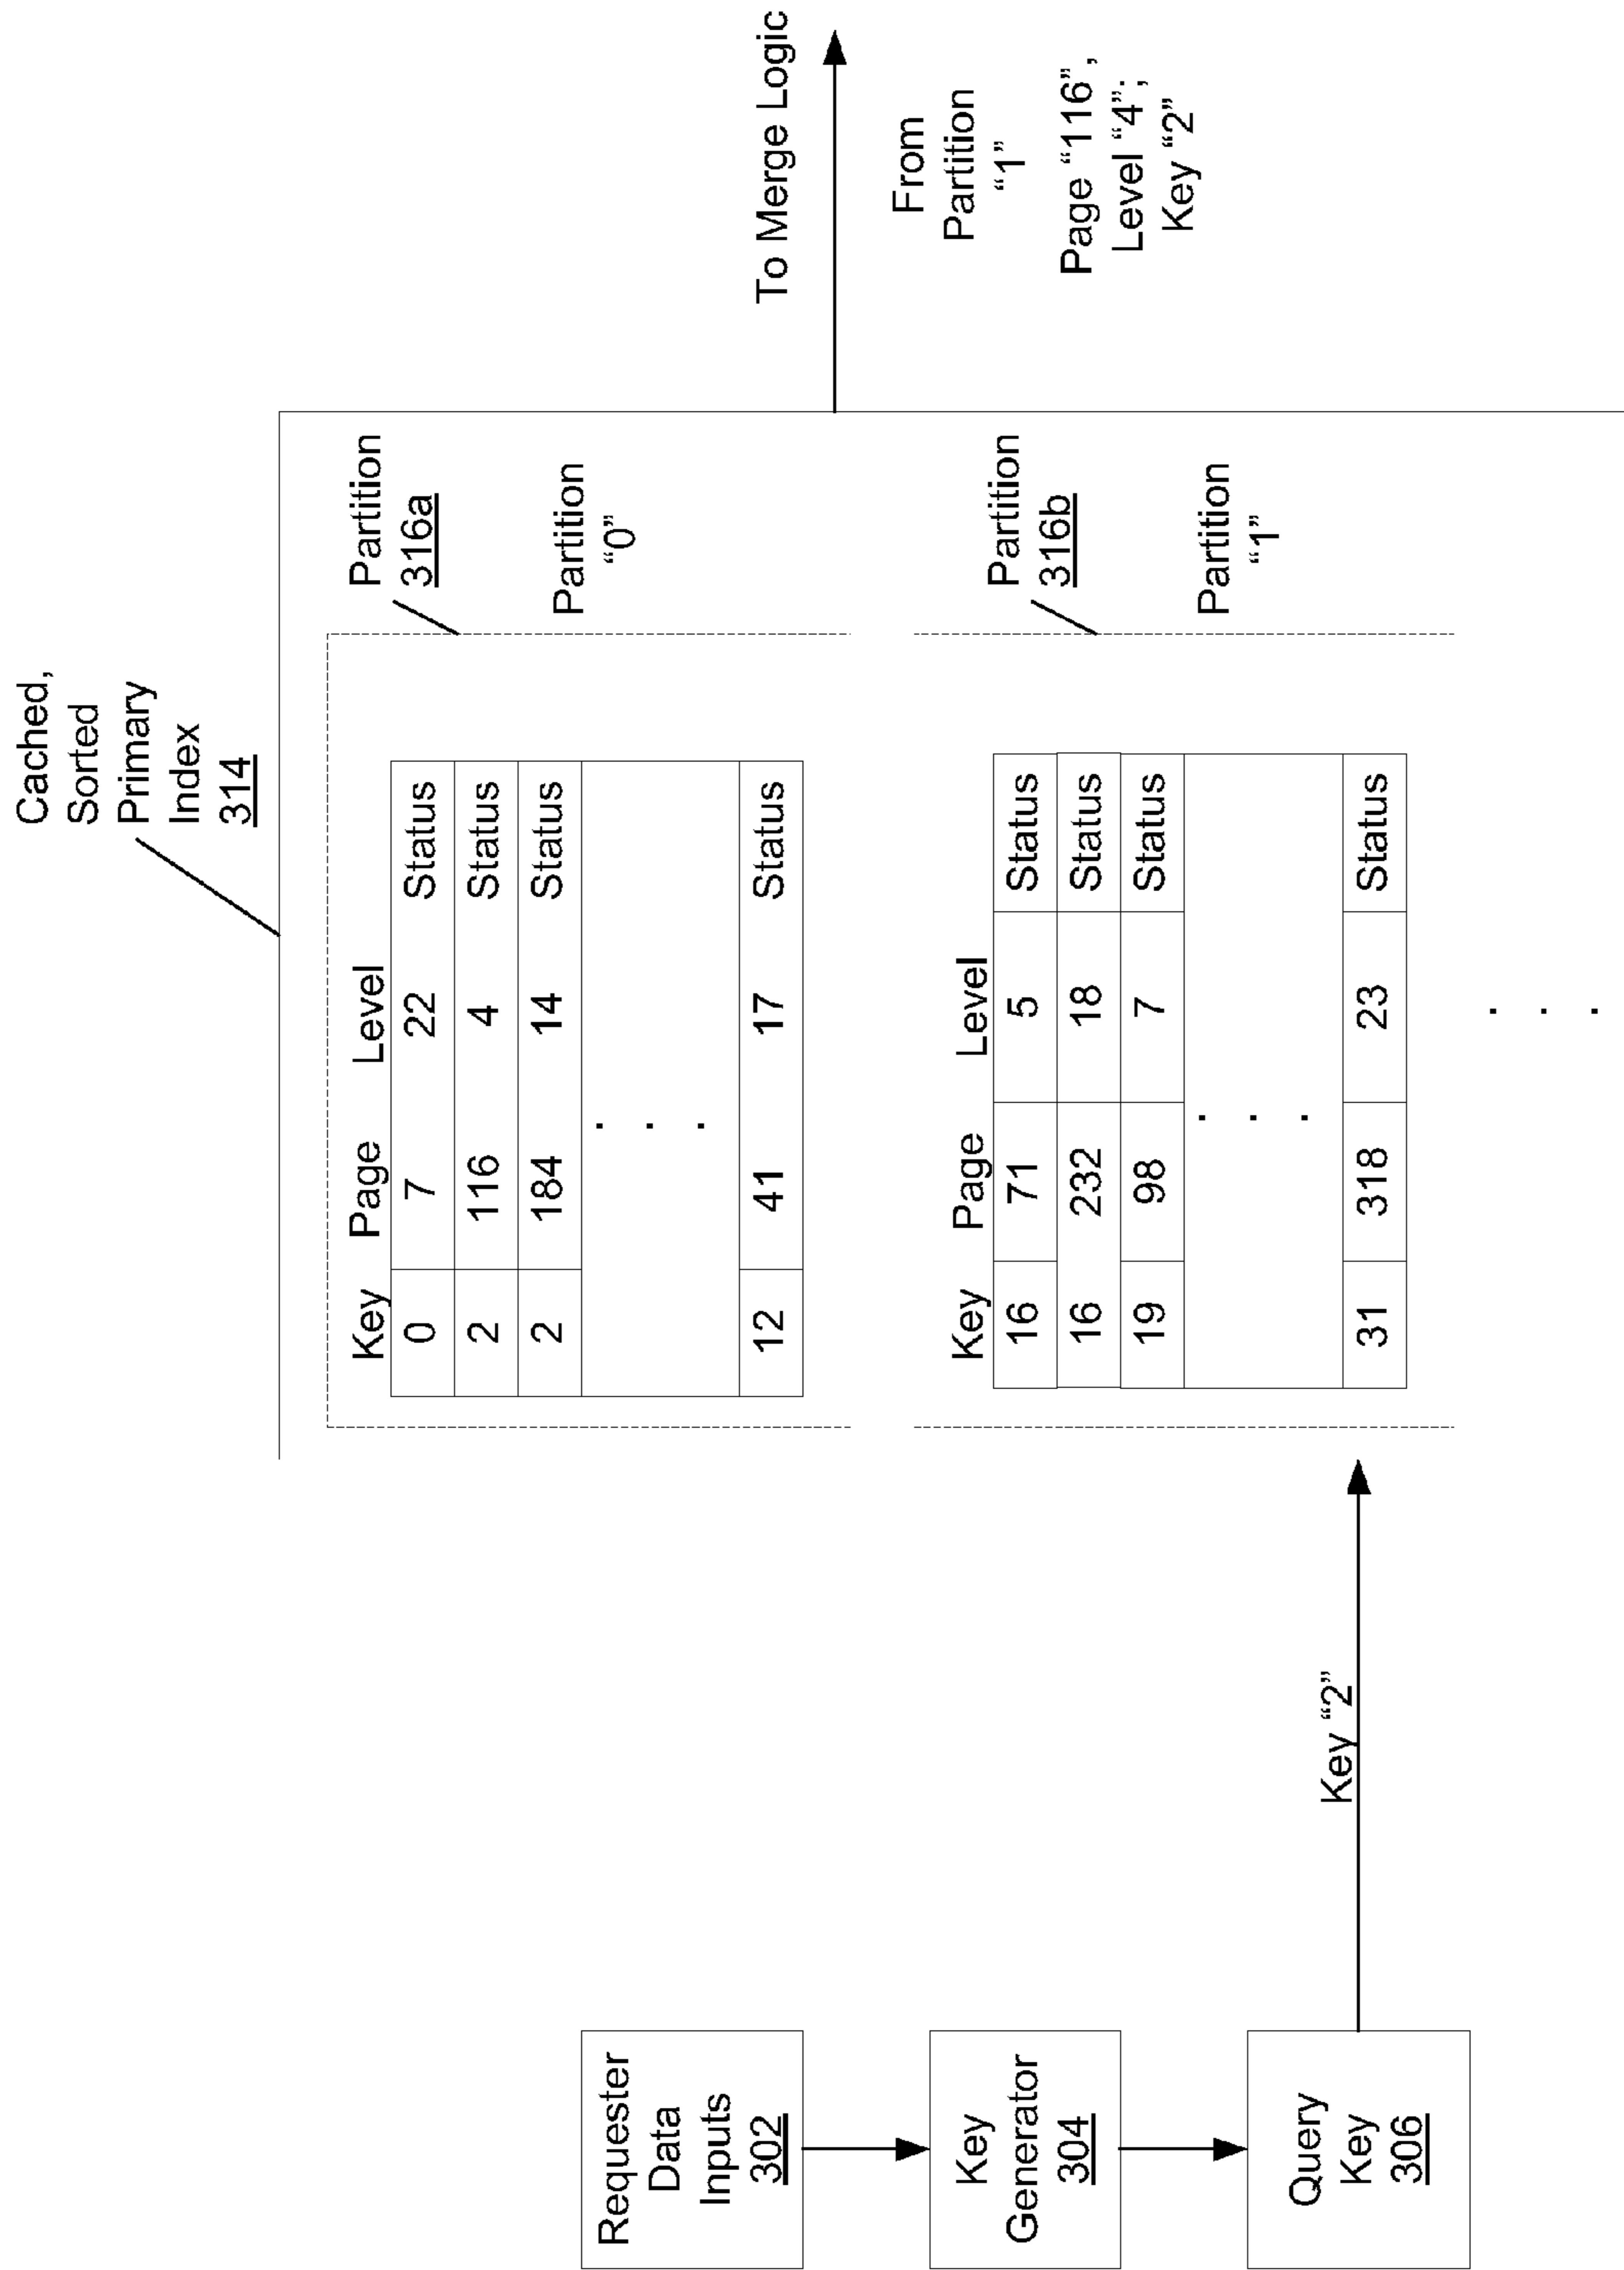 Cached,
Sorted
Primary
Index
314
Partition
316a
Partition
“0”
Key Page Level
0 7 22 Status
2 116 4 Status
2 184 14 Status
. . .
12 41 17 Status
Partition
316b
Partition
“1”
Key Page Level
16 71 5 Status
16 232 18 Status
19 98 7 Status
. . .
31 318 23 Status
. . .
To Merge Logic
From
Partition
“1”
Page “116”,
Level “4”;
Key “2”
Requester
Data
Inputs
302
Key
Generator
304
Query
Key
306
Key “2”